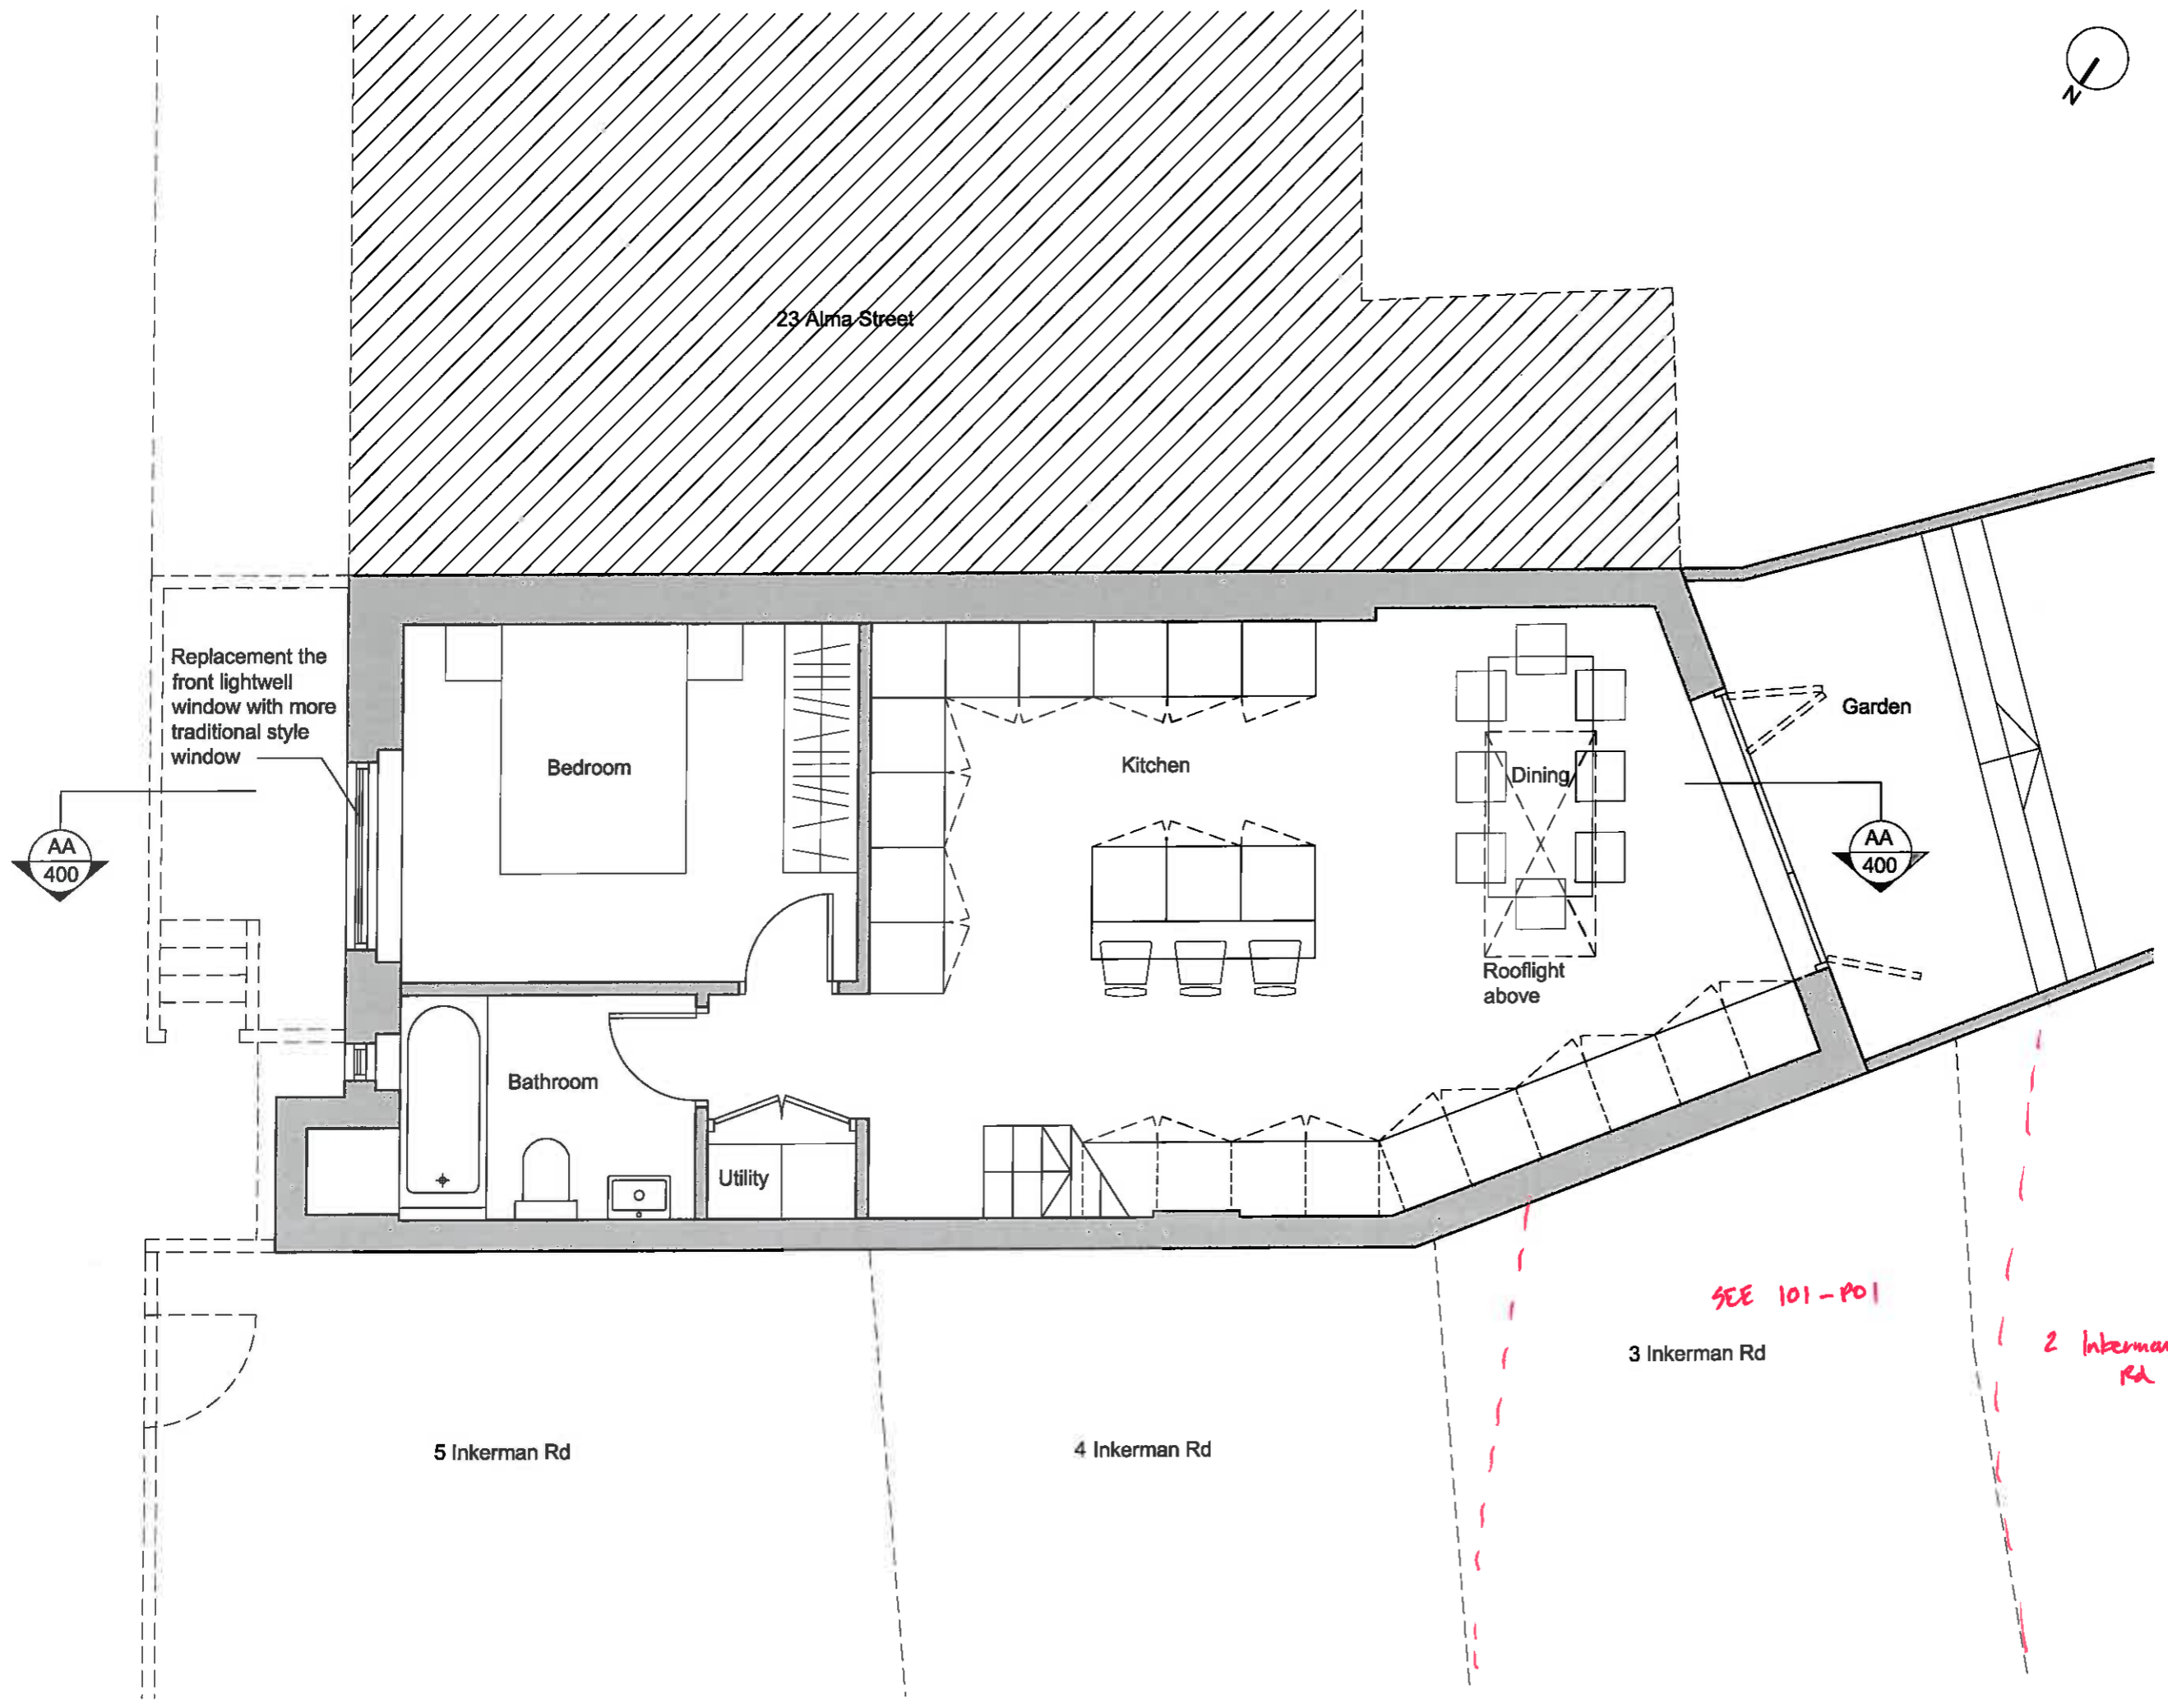 N
23 Alma Street
Replacement the
front lightwell
window with more
traditional style
window
Bedroom
Kitchen
Dining
Garden
AA
400
AA
400
Rooflight
above
Bathroom
Utility
SEE 101-P01
3 Inkerman Rd
2 Inkerman
Rd
5 Inkerman Rd
4 Inkerman Rd